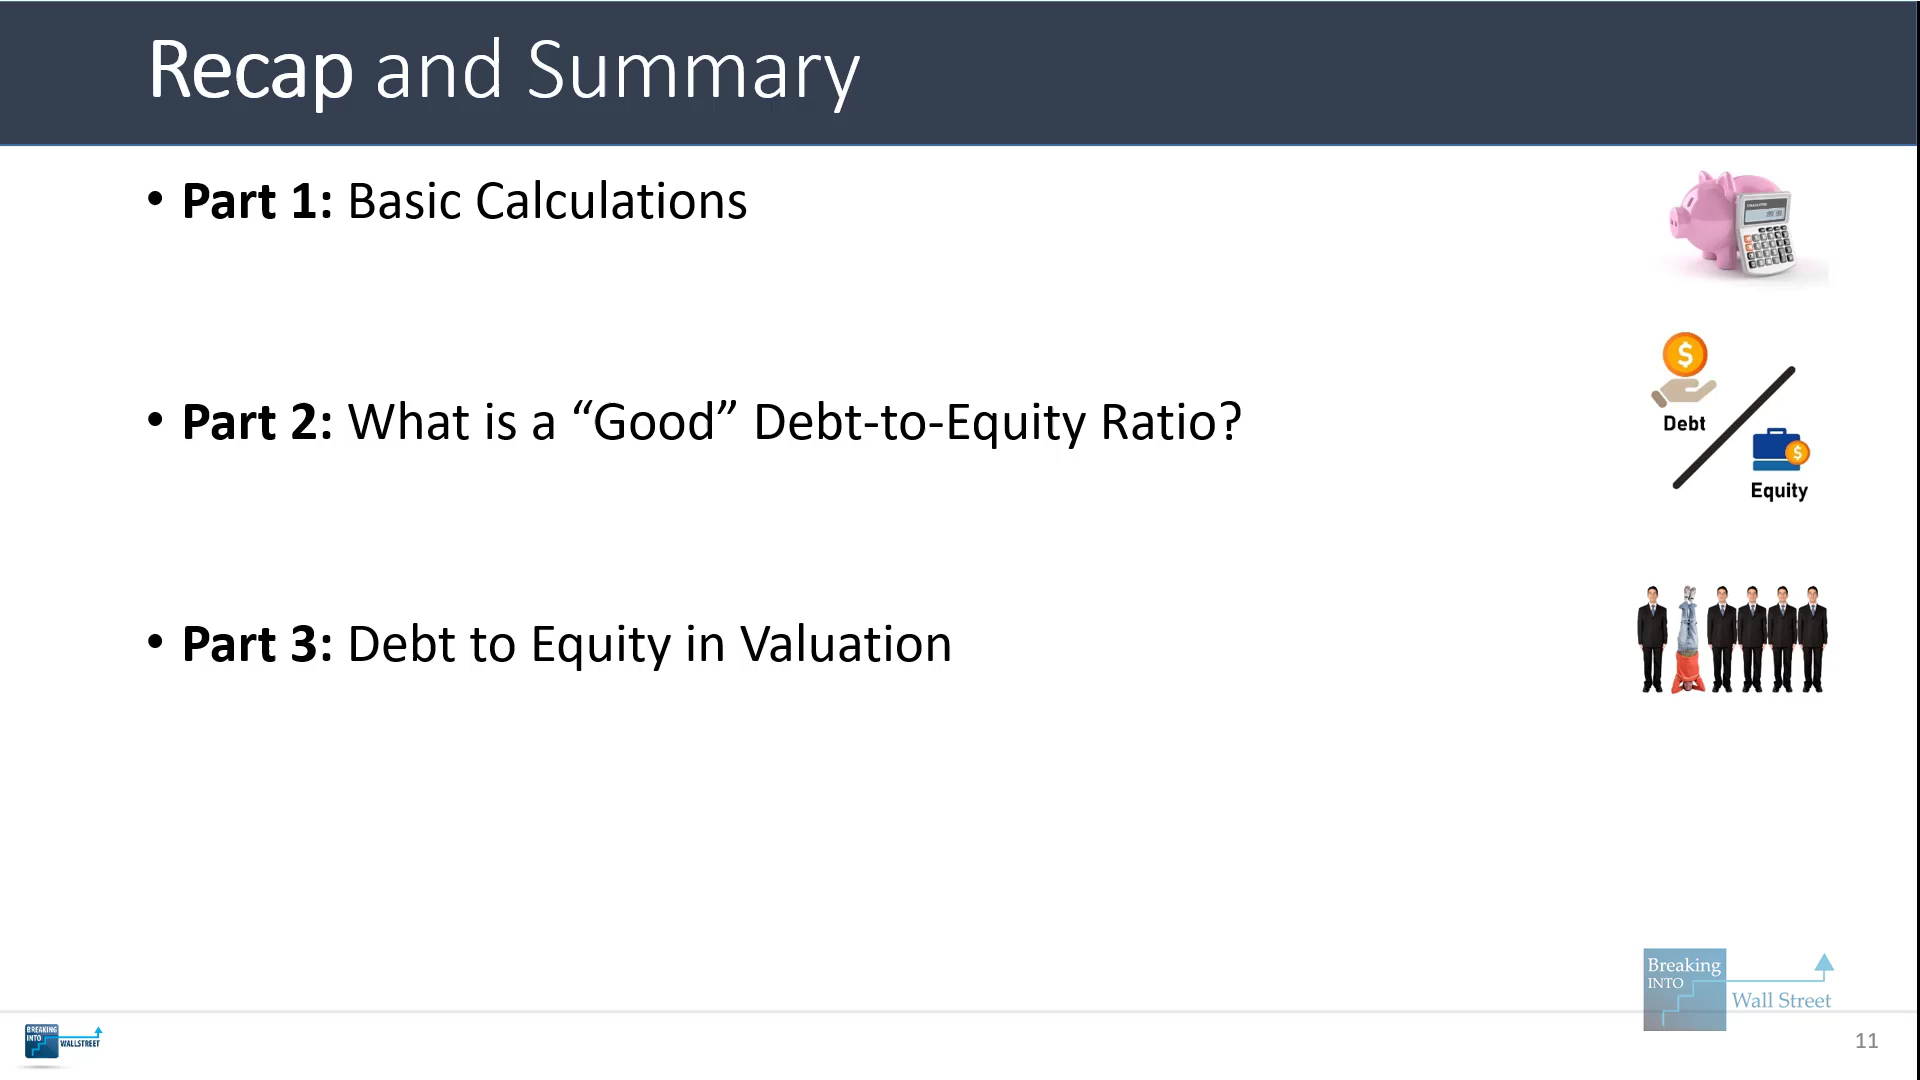 Recap and Summary
• Part 1: Basic Calculations
• Part 2: What is a “Good” Debt-to-Equity Ratio?
Debt
Equity
• Part 3: Debt to Equity in Valuation
Breaking
INTO
Wall Street
BREAKING
INTO
WALLSTREET
11